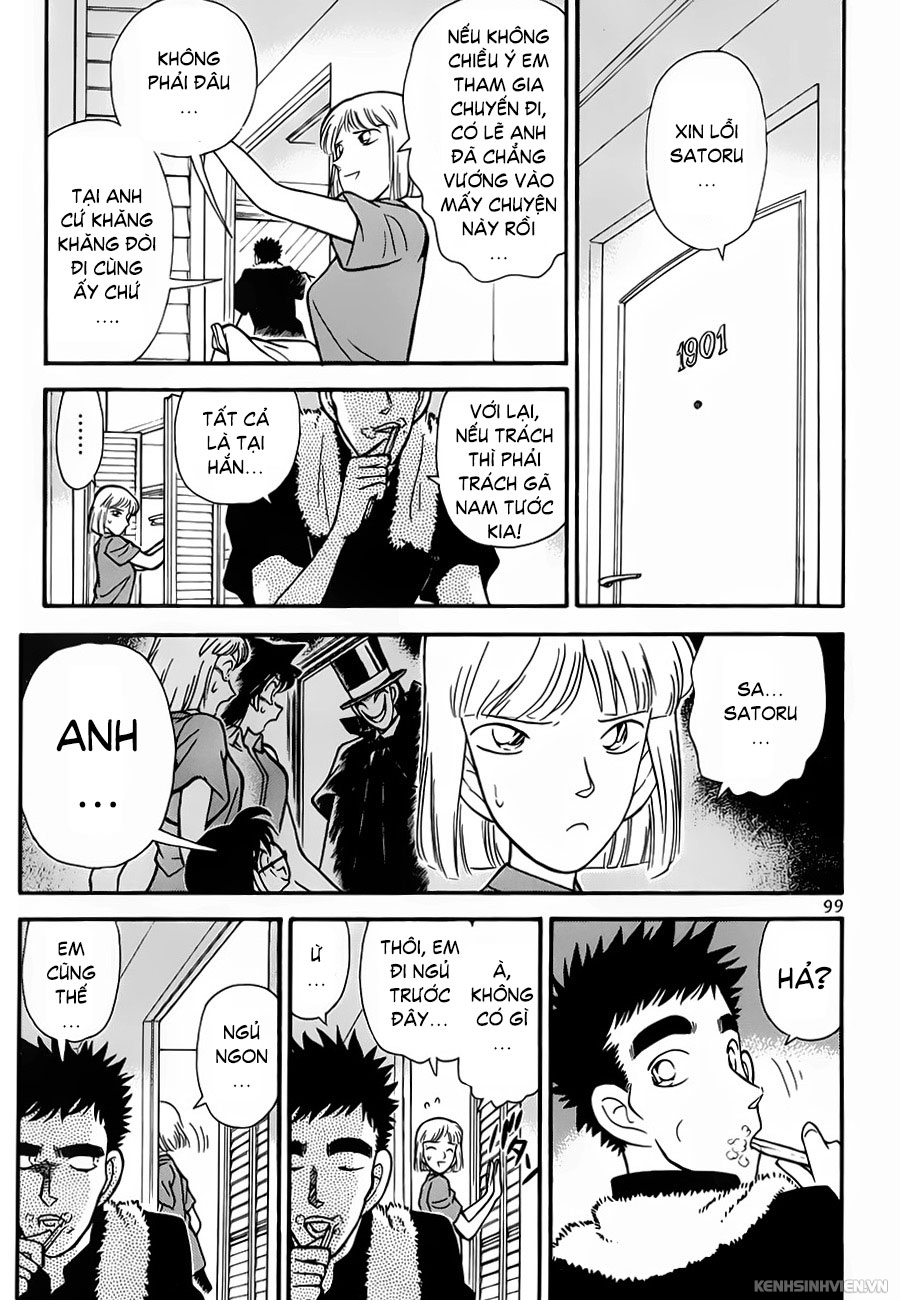 XIN LỖI
SATORU
...
1901
NẾU KHÔNG
CHIỀU Ý EM
THAM GIA
CHUYẾN ĐI,
CÓ LẼ ANH
ĐÃ CHẲNG
VƯỚNG VÀO
MẤY CHUYỆN
NÀY RỒI
...
KHÔNG
PHẢI ĐÂU
...
TẠI ANH
CỨ KHĂNG
KHĂNG ĐÒI
ĐI CÙNG
ẤY CHỨ
....
VỚI LẠI,
NẾU TRÁCH
THÌ PHẢI
TRÁCH GÃ
NAM TƯỚC
KIA!
TẤT CẢ
LÀ TẠI
HẮN...
......
SA...
SATORU
...
ANH
...
99
HẢ?
À,
KHÔNG
CÓ GÌ
...
THÔI, EM
ĐI NGỦ
TRƯỚC
ĐÂY...
Ừ
...
NGỦ
NGON
...
EM
CŨNG
THẾ
...
KENHSINHVIEN.VN